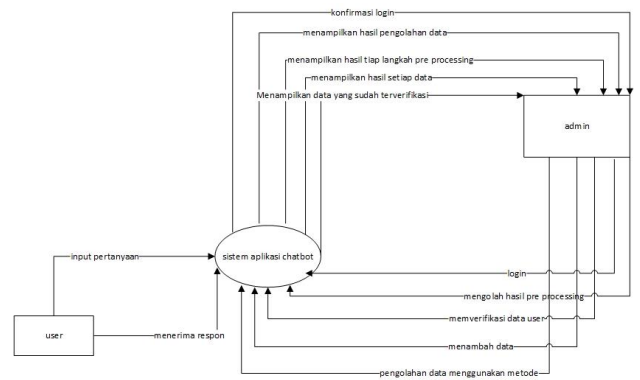 konfirmasi login
menampilkan hasil pengolahan data
menampilkan hasil tiap langkah pre processing
menampilkan hasil setiap data
Menampilkan data yang sudah terverifikasi
admin
input pertanyaan
sistem aplikasi chatbot
login
mengolah hasil pre processing
memverifikasi data user
user
menerima respon
menambah data
pengolahan data menggunakan metode